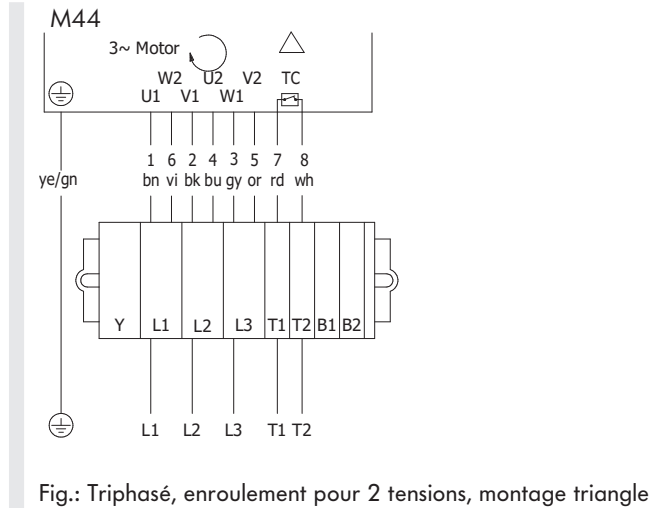 M44
3~ Motor
W2 U2 V2 TC
U1 V1 W1
1 6 2 4 3 5 7 8
ye/gn bn vi bk bu gy or rd wh
Y L1 L2 L3 T1 T2 B1 B2
L1 L2 L3 T1 T2
Fig.: Triphasé, enroulement pour 2 tensions, montage triangle